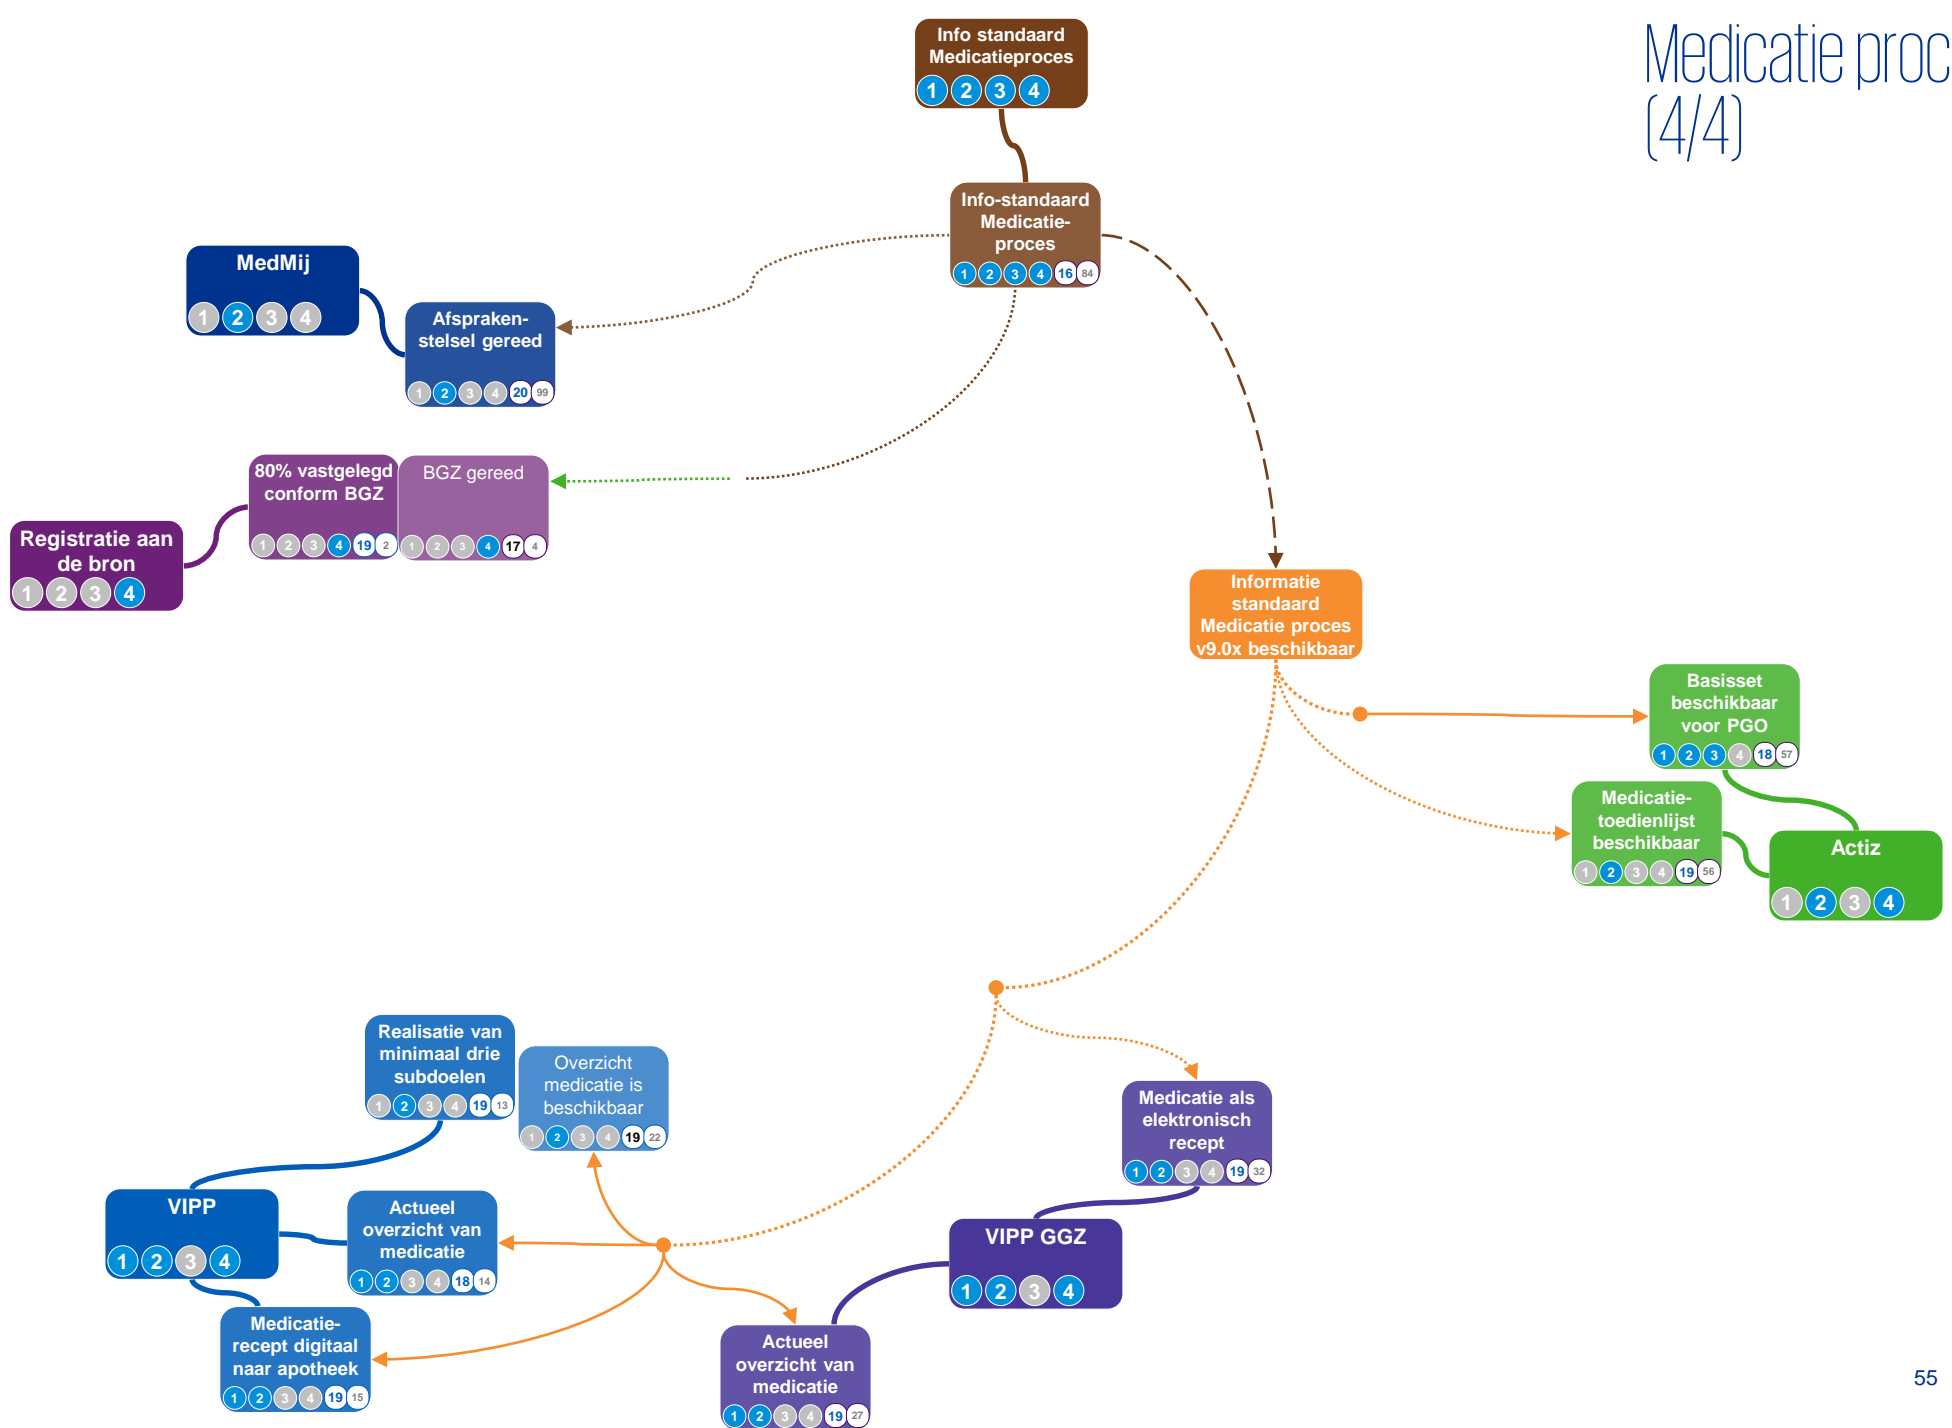 Medicatie proc
(4/4)
Info standaard
Medicatieproces
1 2 3 4
Info-standaard
Medicatie-
proces
1 2 3 4 16 84
MedMij
1 2 3 4
Afspraken-
stelsel gereed
1 2 3 4 20 99
80% vastgelegd
conform BGZ
1 2 3 4 19 2
BGZ gereed
1 2 3 4 17 4
Registratie aan
de bron
1 2 3 4
Informatie
standaard
Medicatie proces
v9.0x beschikbaar
Basisset
beschikbaar
voor PGO
1 2 3 4 18 57
Medicatie-
toedienlijst
beschikbaar
1 2 3 4 19 56
Actiz
1 2 3 4
Realisatie van
minimaal drie
subdoelen
1 2 3 4 19 13
Overzicht
medicatie is
beschikbaar
1 2 3 4 19 22
Medicatie als
elektronisch
recept
1 2 3 4 19 32
VIPP
1 2 3 4
Actueel
overzicht van
medicatie
1 2 3 4 18 14
VIPP GGZ
1 2 3 4
Medicatie-
recept digitaal
naar apotheek
1 2 3 4 19 15
Actueel
overzicht van
medicatie
1 2 3 4 19 27
55